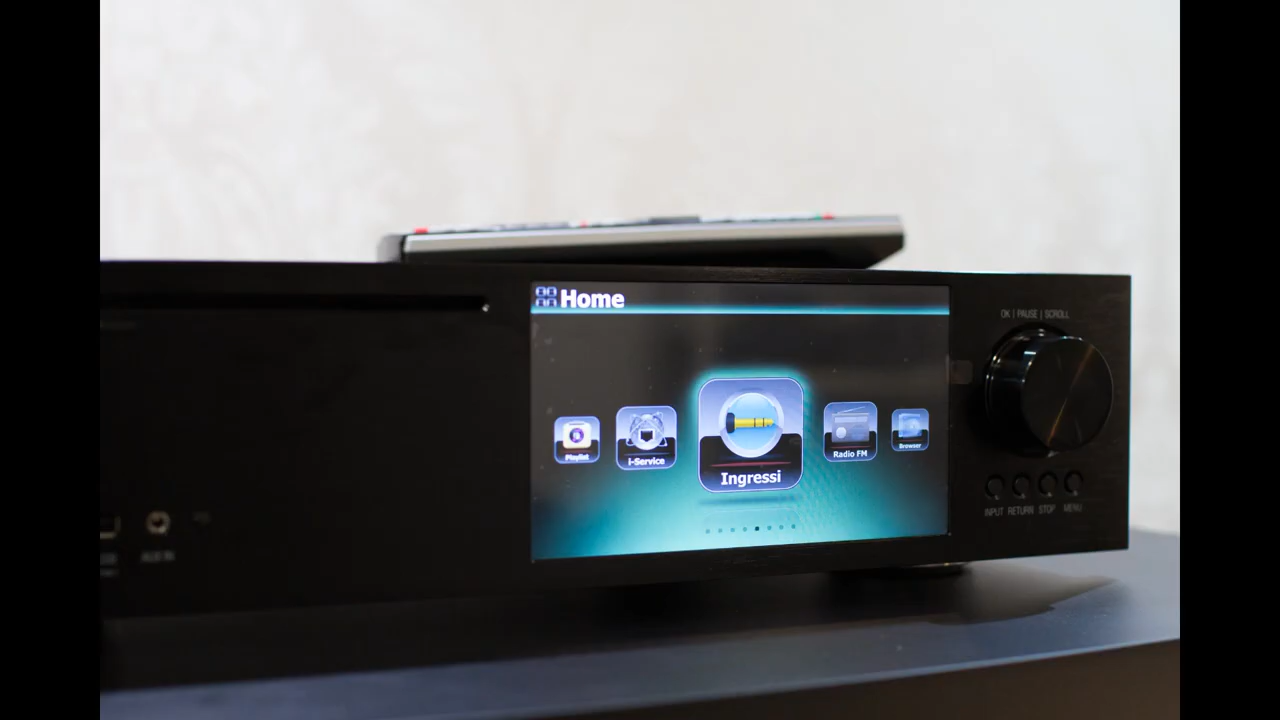 OK | PAUSE | SCROLL
Home
Playlist
i-Service
Ingressi
Radio FM
Browser
INPUT RETURN STOP MENU
AUX IN